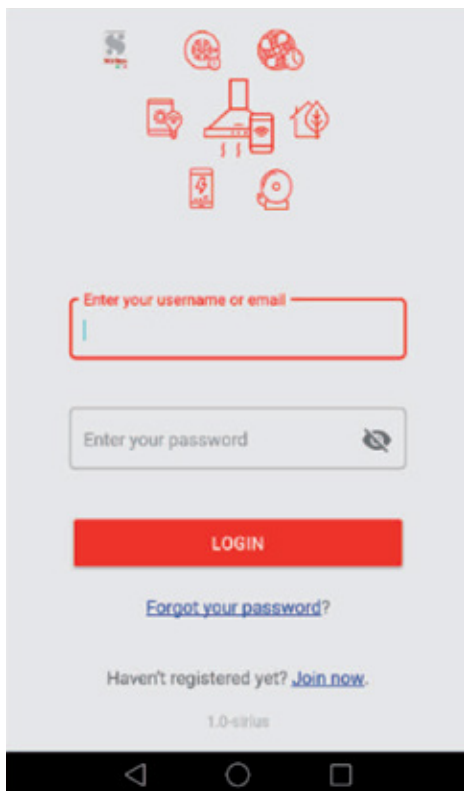 Enter your username or email
Enter your password
LOGIN
Forgot your password?
Haven't registered yet? Join now.
1.0-sirius